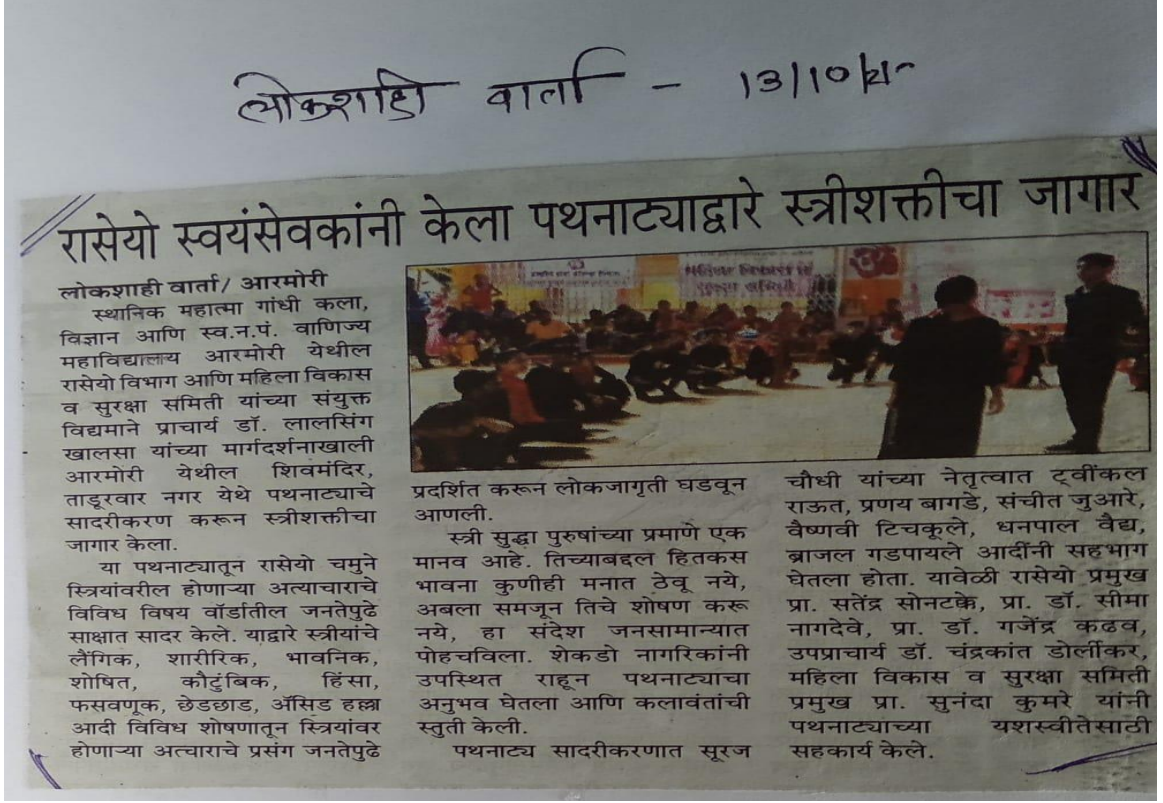 लोकशाही वार्ता - 13/10/21
रासेयो स्वयंसेवकांनी केला पथनाट्याद्वारे स्त्रीशक्तीचा जागार
लोकशाही वार्ता/ आरमोरी
स्थानिक महात्मा गांधी कला,
विज्ञान आणि स्व.न.पं. वाणिज्य
महाविद्यालय आरमोरी येथील
रासेयो विभाग आणि महिला विकास
व सुरक्षा समिती यांच्या संयुक्त
विद्यमाने प्राचार्य डॉ. लालसिंग
खालसा यांच्या मार्गदर्शनाखाली
आरमोरी येथील शिवमंदिर,
ताडूरवार नगर येथे पथनाट्याचे
सादरीकरण करून स्त्रीशक्तीचा
जागार केला.
या पथनाट्यातून रासेयो चमुने
स्त्रियांवरील होणाऱ्या अत्याचाराचे
विविध विषय वॉर्डातील जनतेपुढे
साक्षात सादर केले. याद्वारे स्त्रीयांचे
लैंगिक, शारीरिक, भावनिक,
शोषित, कौटुंबिक, हिंसा,
फसवणूक, छेडछाड, ॲसिड हल्ला
आदी विविध शोषणातून स्त्रियांवर
होणाऱ्या अत्चाराचे प्रसंग जनतेपुढे
प्रदर्शित करून लोकजागृती घडवून
आणली.
स्त्री सुद्धा पुरुषांच्या प्रमाणे एक
मानव आहे. तिच्याबद्दल हितकस
भावना कुणीही मनात ठेवू नये,
अबला समजून तिचे शोषण करू
नये, हा संदेश जनसामान्यात
पोहचविला. शेकडो नागरिकांनी
उपस्थित राहून पथनाट्याचा
अनुभव घेतला आणि कलावंतांची
स्तुती केली.
पथनाट्य सादरीकरणात सूरज
चौधी यांच्या नेतृत्वात ट्वींकल
राऊत, प्रणय बागडे, संचीत जुआरे,
वैष्णवी टिचकूले, धनपाल वैद्य,
ब्राजल गडपायले आदींनी सहभाग
घेतला होता. यावेळी रासेयो प्रमुख
प्रा. सतेंद्र सोनटक्के, प्रा. डॉ. सीमा
नागदेवे, प्रा. डॉ. गजेंद्र कढव,
उपप्राचार्य डॉ. चंद्रकांत डोर्लीकर,
महिला विकास व सुरक्षा समिती
प्रमुख प्रा. सुनंदा कुमरे यांनी
पथनाट्याच्या यशस्वीतेसाठी
सहकार्य केले.